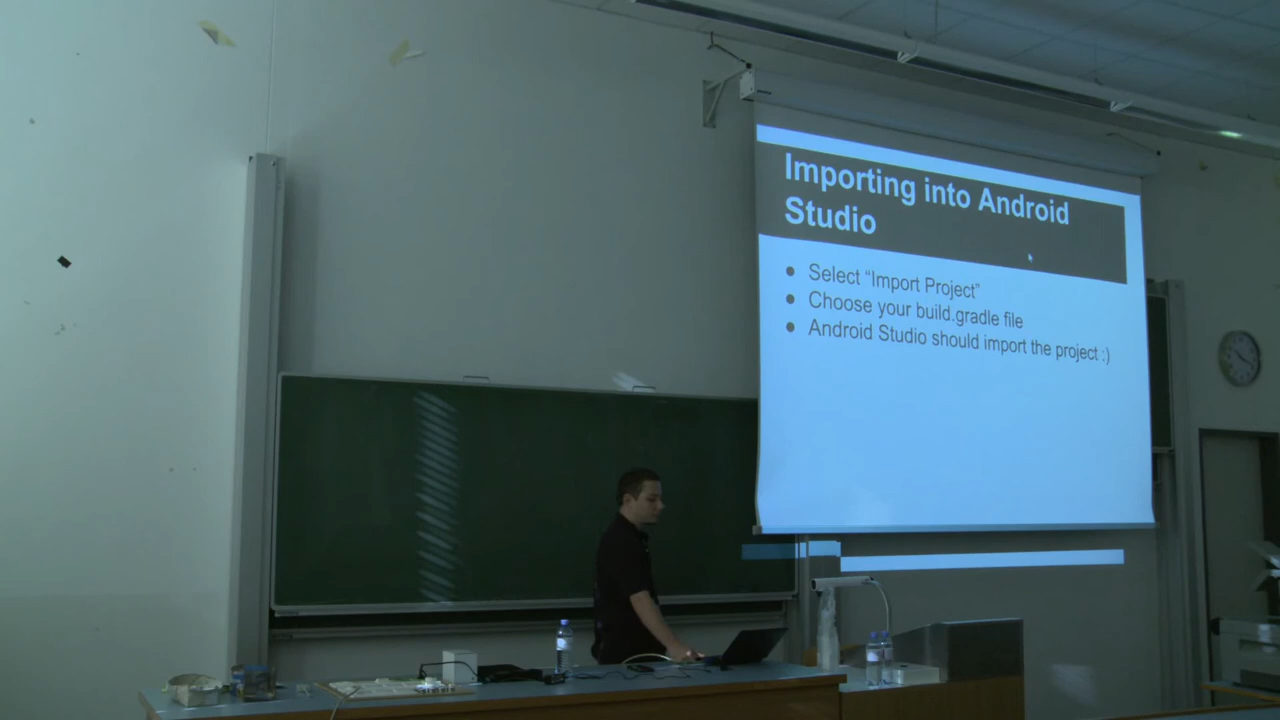 Importing into Android
Studio
● Select “Import Project”
● Choose your build.gradle file
● Android Studio should import the project :)